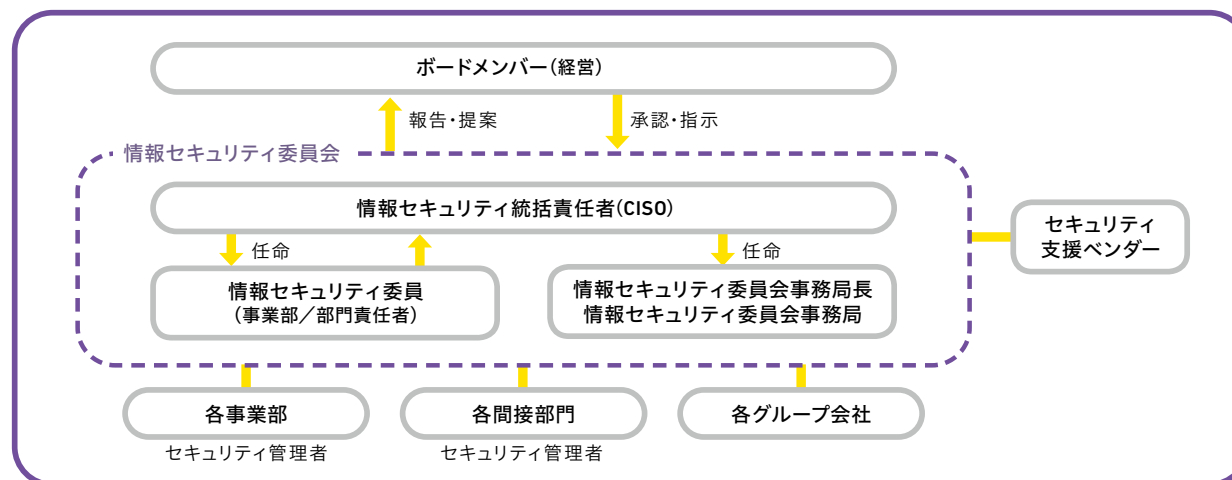 ボードメンバー(経営)
報告・提案
承認・指示
情報セキュリティ委員会
情報セキュリティ統括責任者(CISO)
任命
任命
情報セキュリティ委員
(事業部／部門責任者)
情報セキュリティ委員会事務局長
情報セキュリティ委員会事務局
セキュリティ
支援ベンダー
各事業部
各間接部門
各グループ会社
セキュリティ管理者
セキュリティ管理者